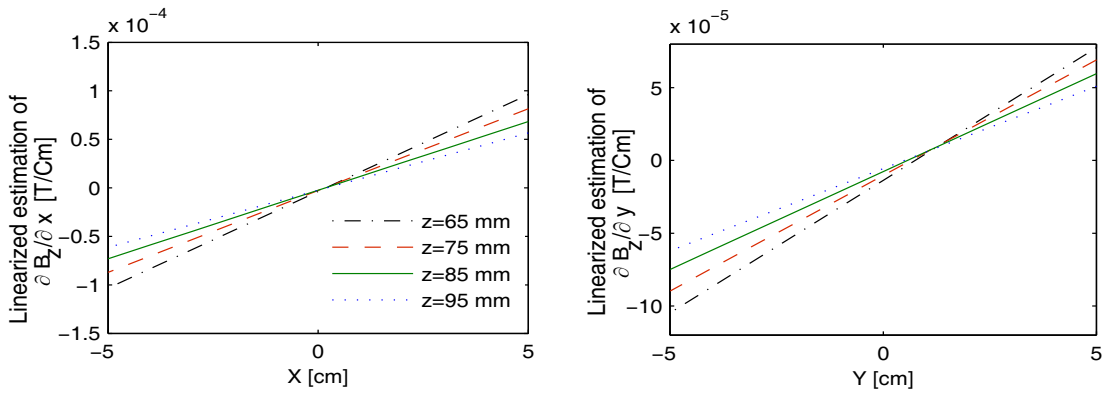 x 10⁻⁴
1.5
1
0.5
0
−0.5
−1
−1.5
Linearized estimation of
∂ B_z/∂ x [T/Cm]
z=65 mm
z=75 mm
z=85 mm
z=95 mm
−5
0
5
X [cm]
x 10⁻⁵
5
0
−5
−10
Linearized estimation of
∂ B_z/∂ y [T/Cm]
−5
0
5
Y [cm]